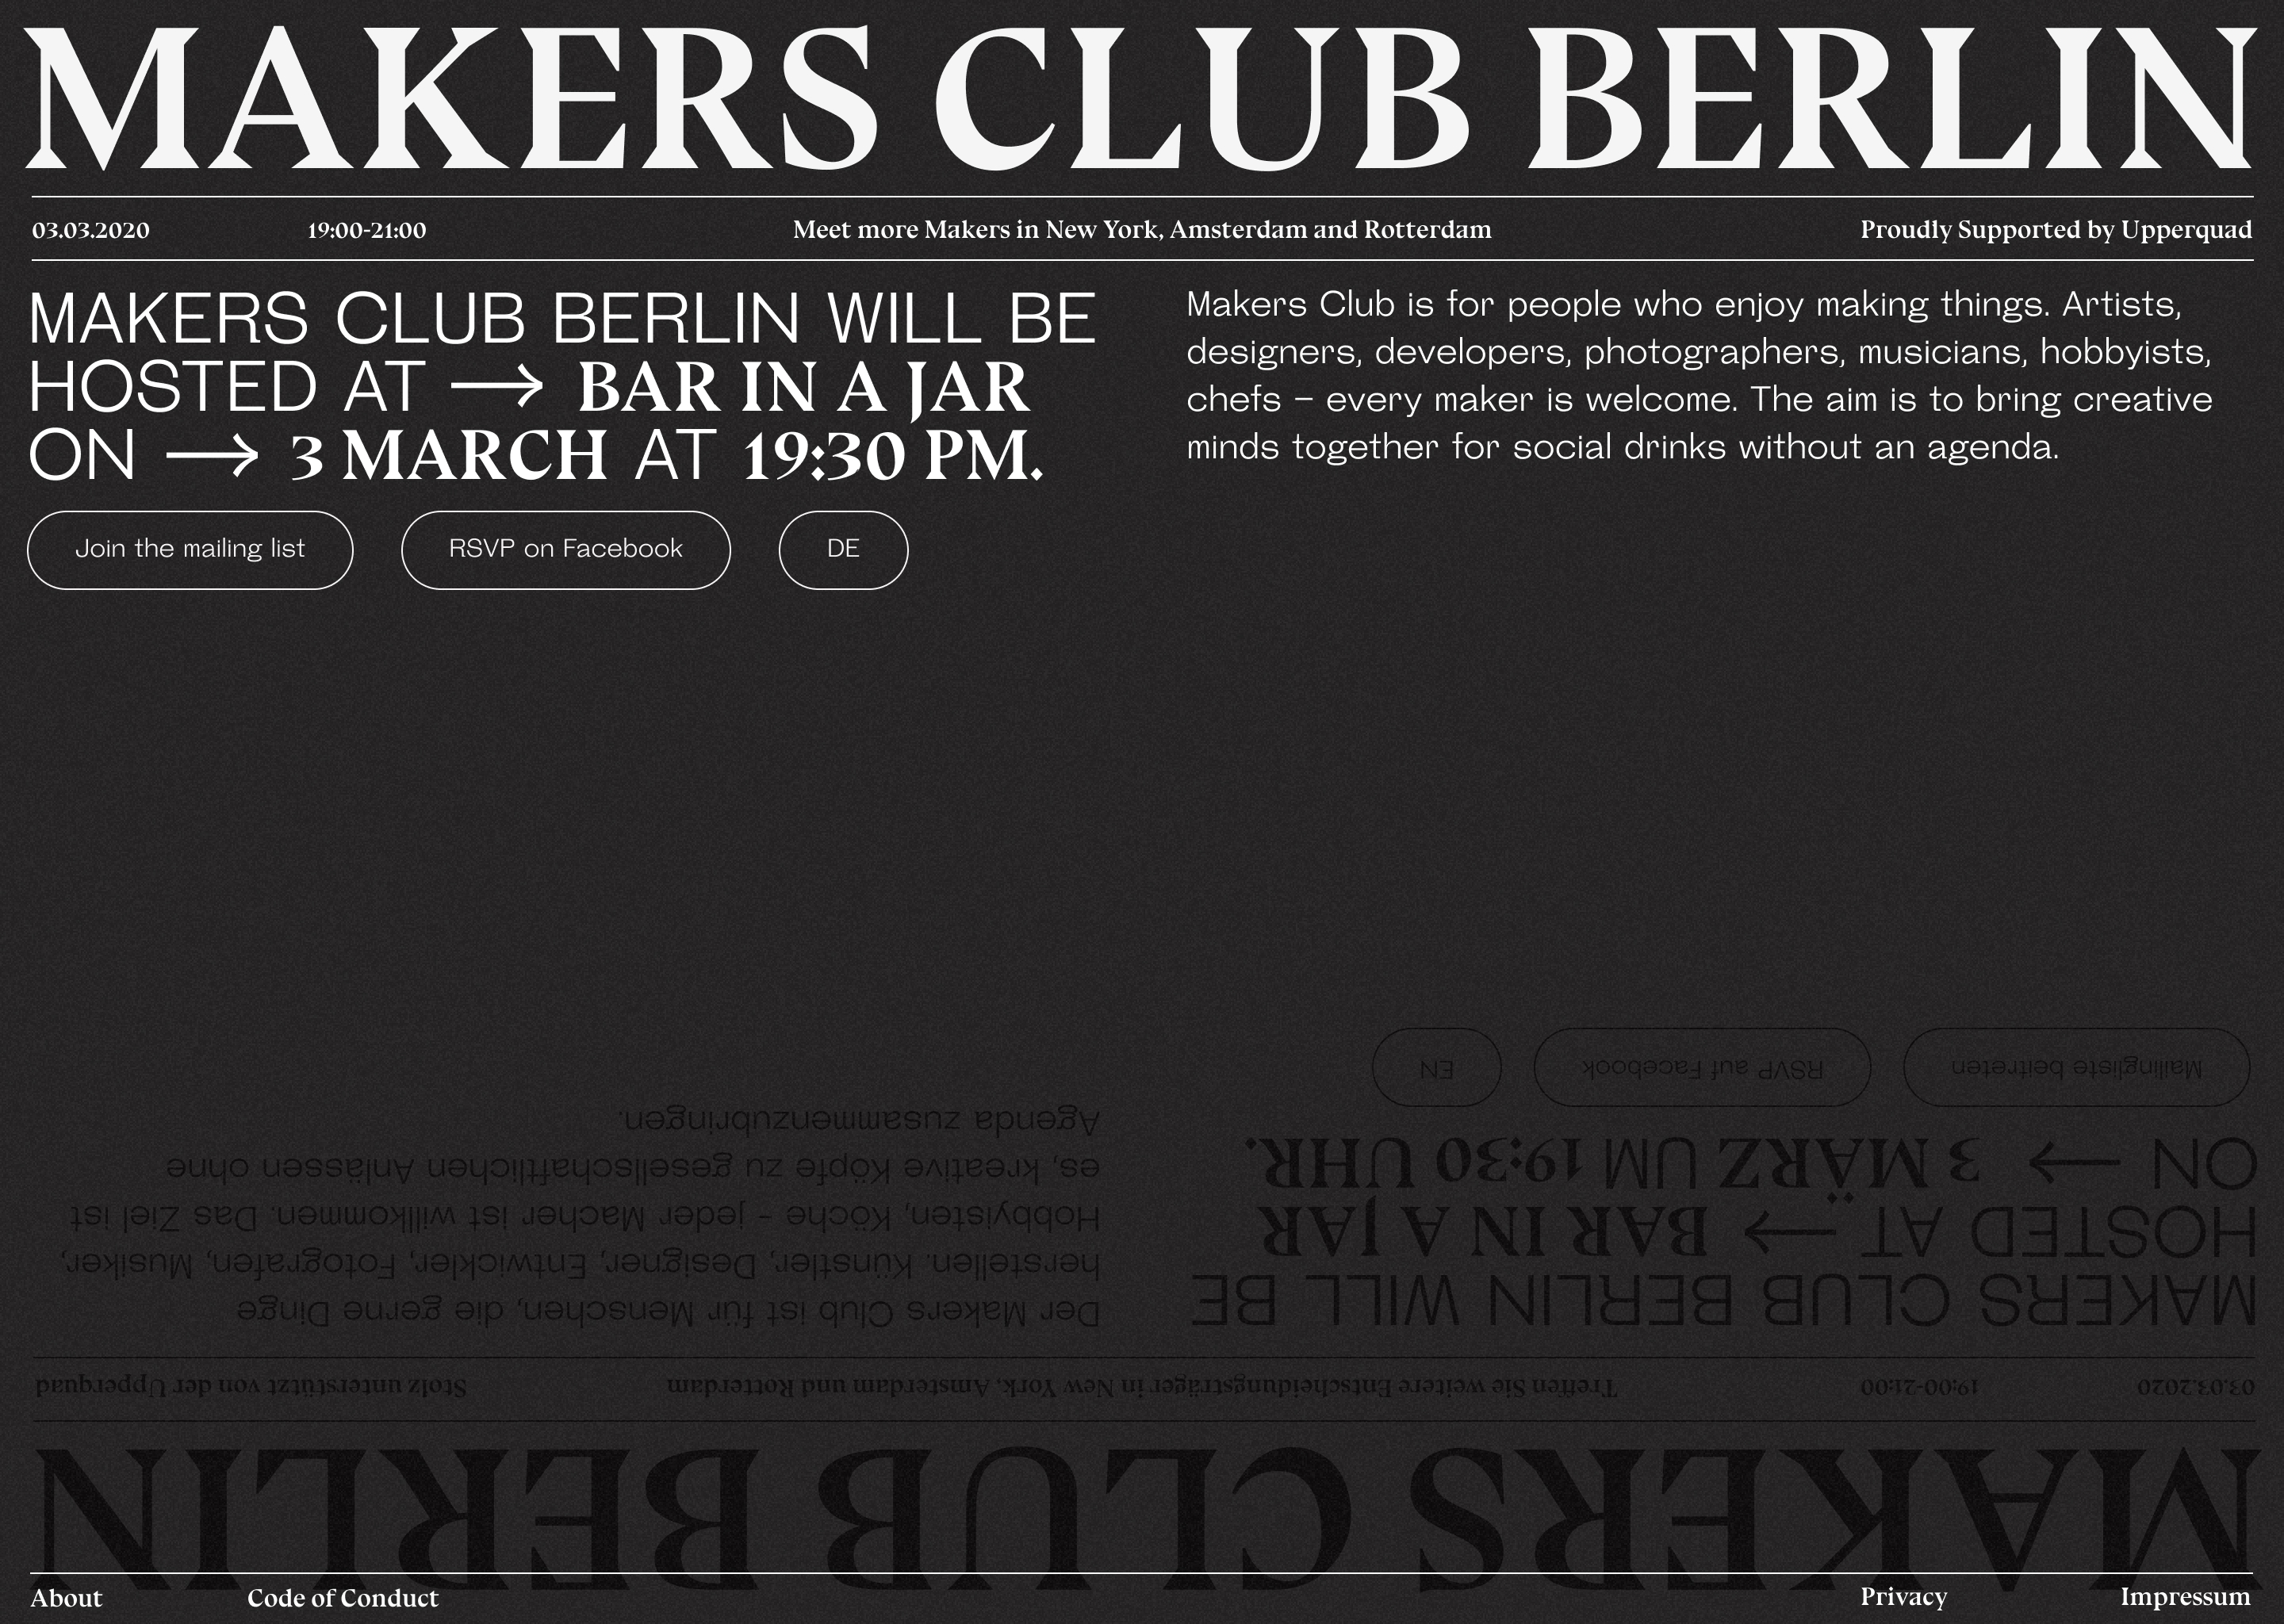 MAKERS CLUB BERLIN
03.03.2020 19:00-21:00 Meet more Makers in New York, Amsterdam and Rotterdam Proudly Supported by Upperquad
MAKERS CLUB BERLIN WILL BE
HOSTED AT → BAR IN A JAR
ON → 3 MARCH AT 19:30 PM.
Makers Club is for people who enjoy making things. Artists,
designers, developers, photographers, musicians, hobbyists,
chefs – every maker is welcome. The aim is to bring creative
minds together for social drinks without an agenda.
Join the mailing list RSVP on Facebook DE
MAKERS CLUB BERLIN
03.03.2020 19:00-21:00 Treffen Sie weitere Entscheidungsträger in New York, Amsterdam und Rotterdam Stolz unterstützt von der Upperquad
MAKERS CLUB BERLIN WILL BE
HOSTED AT → BAR IN A JAR
ON → 3 MÄRZ UM 19:30 UHR.
Der Makers Club ist für Menschen, die gerne Dinge
herstellen. Künstler, Designer, Entwickler, Fotografen, Musiker,
Hobbyisten, Köche - jeder Macher ist willkommen. Das Ziel ist
es, kreative Köpfe zu gesellschaftlichen Anlässen ohne
Agenda zusammenzubringen.
Mailingliste beitreten RSVP auf Facebook EN
About Code of Conduct Privacy Impressum